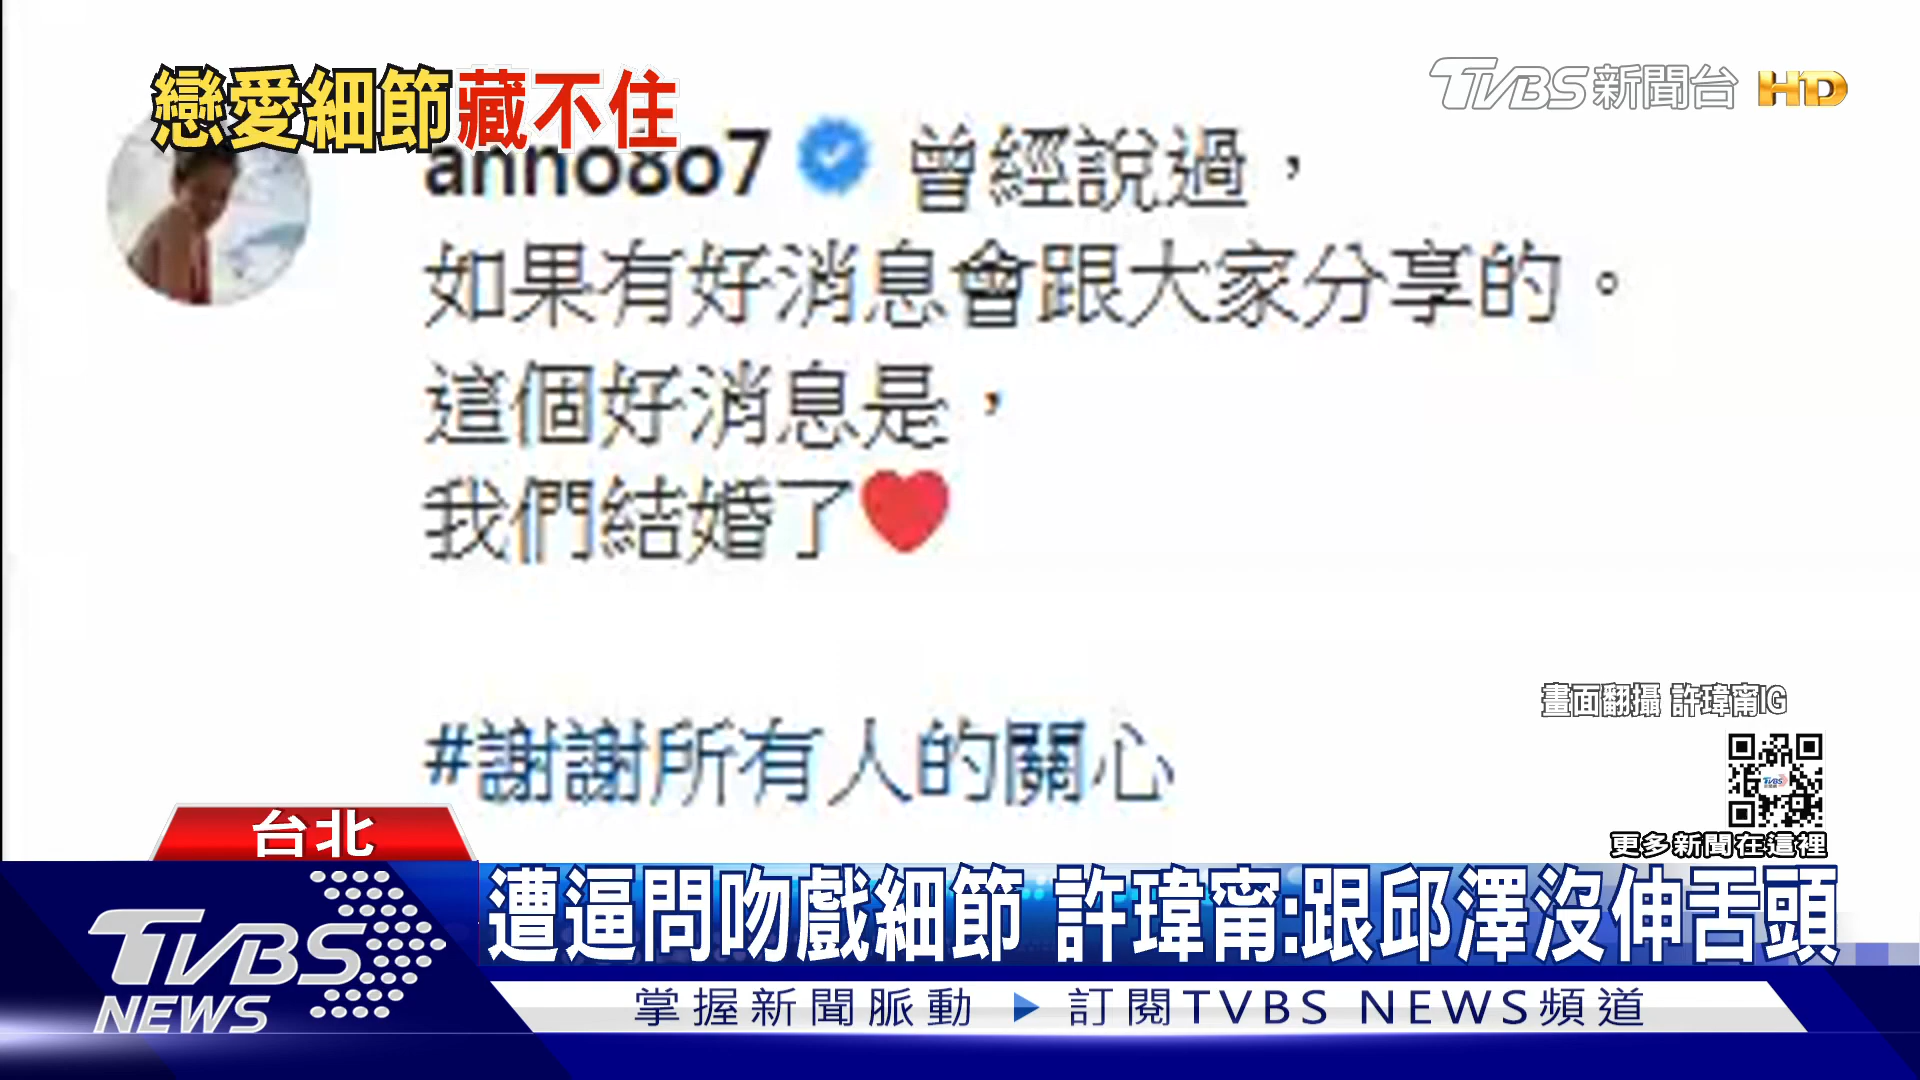 戀愛細節藏不住
TVBS新聞台 HD
anno8o7 曾經說過，
如果有好消息會跟大家分享的。
這個好消息是，
我們結婚了❤
#謝謝所有人的關心
畫面翻攝 許瑋甯IG
TVBS
更多新聞在這裡
台北
遭逼問吻戲細節 許瑋甯:跟邱澤沒伸舌頭
TVBS
NEWS
掌握新聞脈動 ▶ 訂閱TVBS NEWS頻道